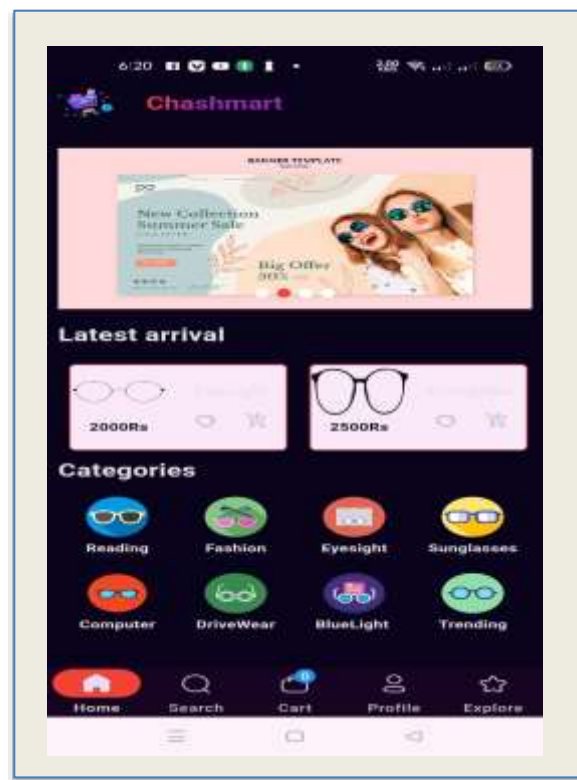 6:20
Chashmart
BANNER TEMPLATE
New Collection
Summer Sale
Big Offer
50%
Latest arrival
2000Rs
2500Rs
Categories
Reading Fashion Eyesight Sunglasses
Computer DriveWear BlueLight Trending
0
Home Search Cart Profile Explore